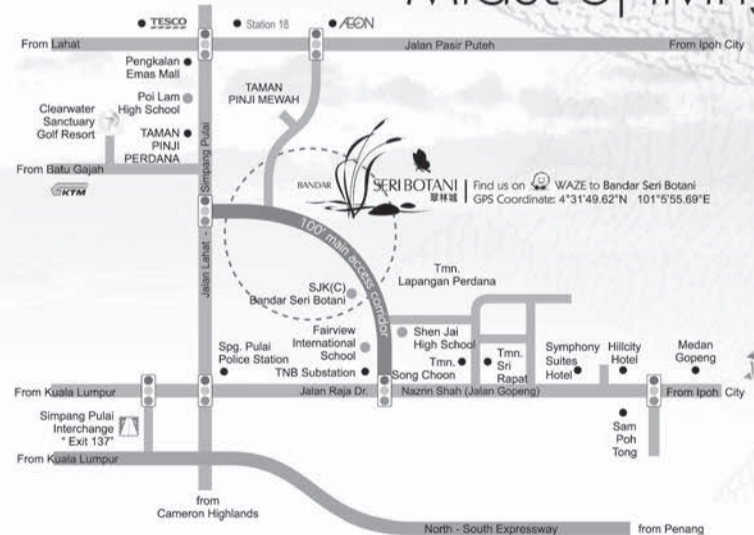 Midst of living
TESCO
Station 18
ÆON
From Lahat
Jalan Pasir Puteh
From Ipoh City
Pengkalan
Emas Mall
Poi Lam
High School
Clearwater
Sanctuary
Golf Resort
TAMAN
PINJI
PERDANA
TAMAN
PINJI MEWAH
From Batu Gajah
KTM
Jalan Lahat - Simpang Pulai
BANDAR
SERI BOTANI
翠林城
Find us on WAZE to Bandar Seri Botani
GPS Coordinate: 4°31'49.62"N 101°5'55.69"E
100' main access corridor
SJK(C)
Bandar Seri Botani
Tmn.
Lapangan Perdana
Fairview
International
School
Shen Jai
High School
Spg. Pulai
Police Station
TNB Substation
Tmn.
Song Choon
Tmn.
Sri
Rapat
Symphony
Suites
Hotel
Hillcity
Hotel
Medan
Gopeng
From Kuala Lumpur
Jalan Raja Dr. Nazrin Shah (Jalan Gopeng)
From Ipoh City
Simpang Pulai
Interchange
" Exit 137"
Sam
Poh
Tong
From Kuala Lumpur
from
Cameron Highlands
North - South Expressway
from Penang